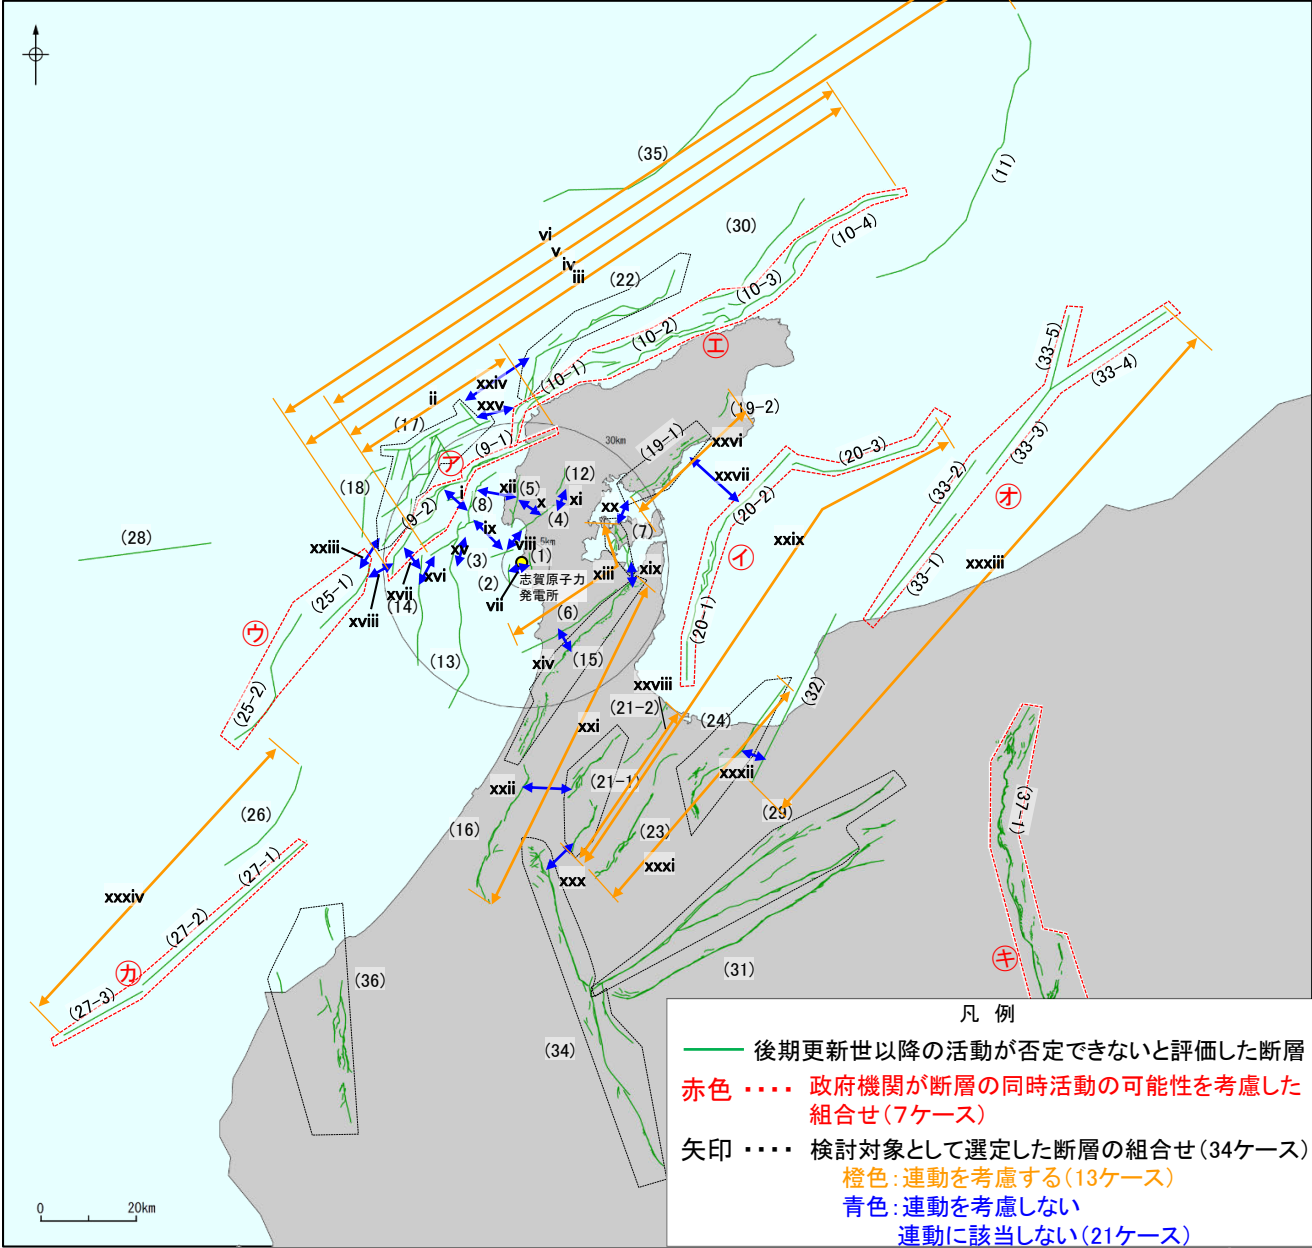 (35)
(11)
(30)
vi
v
iv
iii
(22)
(10-4)
(10-3)
(10-2)
エ
(10-1)
(33-5)
(33-4)
xxiv
ii
xxv
(17)
(9-1)
30km
(19-1)
(19-2)
xxvi
ア
xxvii
(20-3)
(33-3)
(33-2)
オ
(18)
i
(8)
xii
(5)
(12)
x
xi
(4)
xx
(20-2)
(9-2)
(28)
xxiii
ix
viii
5km
(7)
xxix
xv
(3)
(1)
イ
xxxiii
(25-1)
xvi
(2)
志賀原子力
発電所
xiii
xix
(33-1)
xvii
(14)
vii
xviii
(6)
(20-1)
ウ
(13)
xiv
(15)
xxviii
(32)
(25-2)
(21-2)
(24)
xxi
(37-1)
xxii
(21-1)
xxxii
(26)
(16)
(23)
(29)
(27-1)
xxxi
xxx
xxxiv
(27-2)
カ
(36)
(31)
キ
(27-3)
(34)
凡 例
後期更新世以降の活動が否定できないと評価した断層
赤色 ・・・・ 政府機関が断層の同時活動の可能性を考慮した
組合せ(7ケース)
矢印 ・・・・ 検討対象として選定した断層の組合せ(34ケース)
橙色:連動を考慮する(13ケース)
青色:連動を考慮しない
連動に該当しない(21ケース)
0 20km